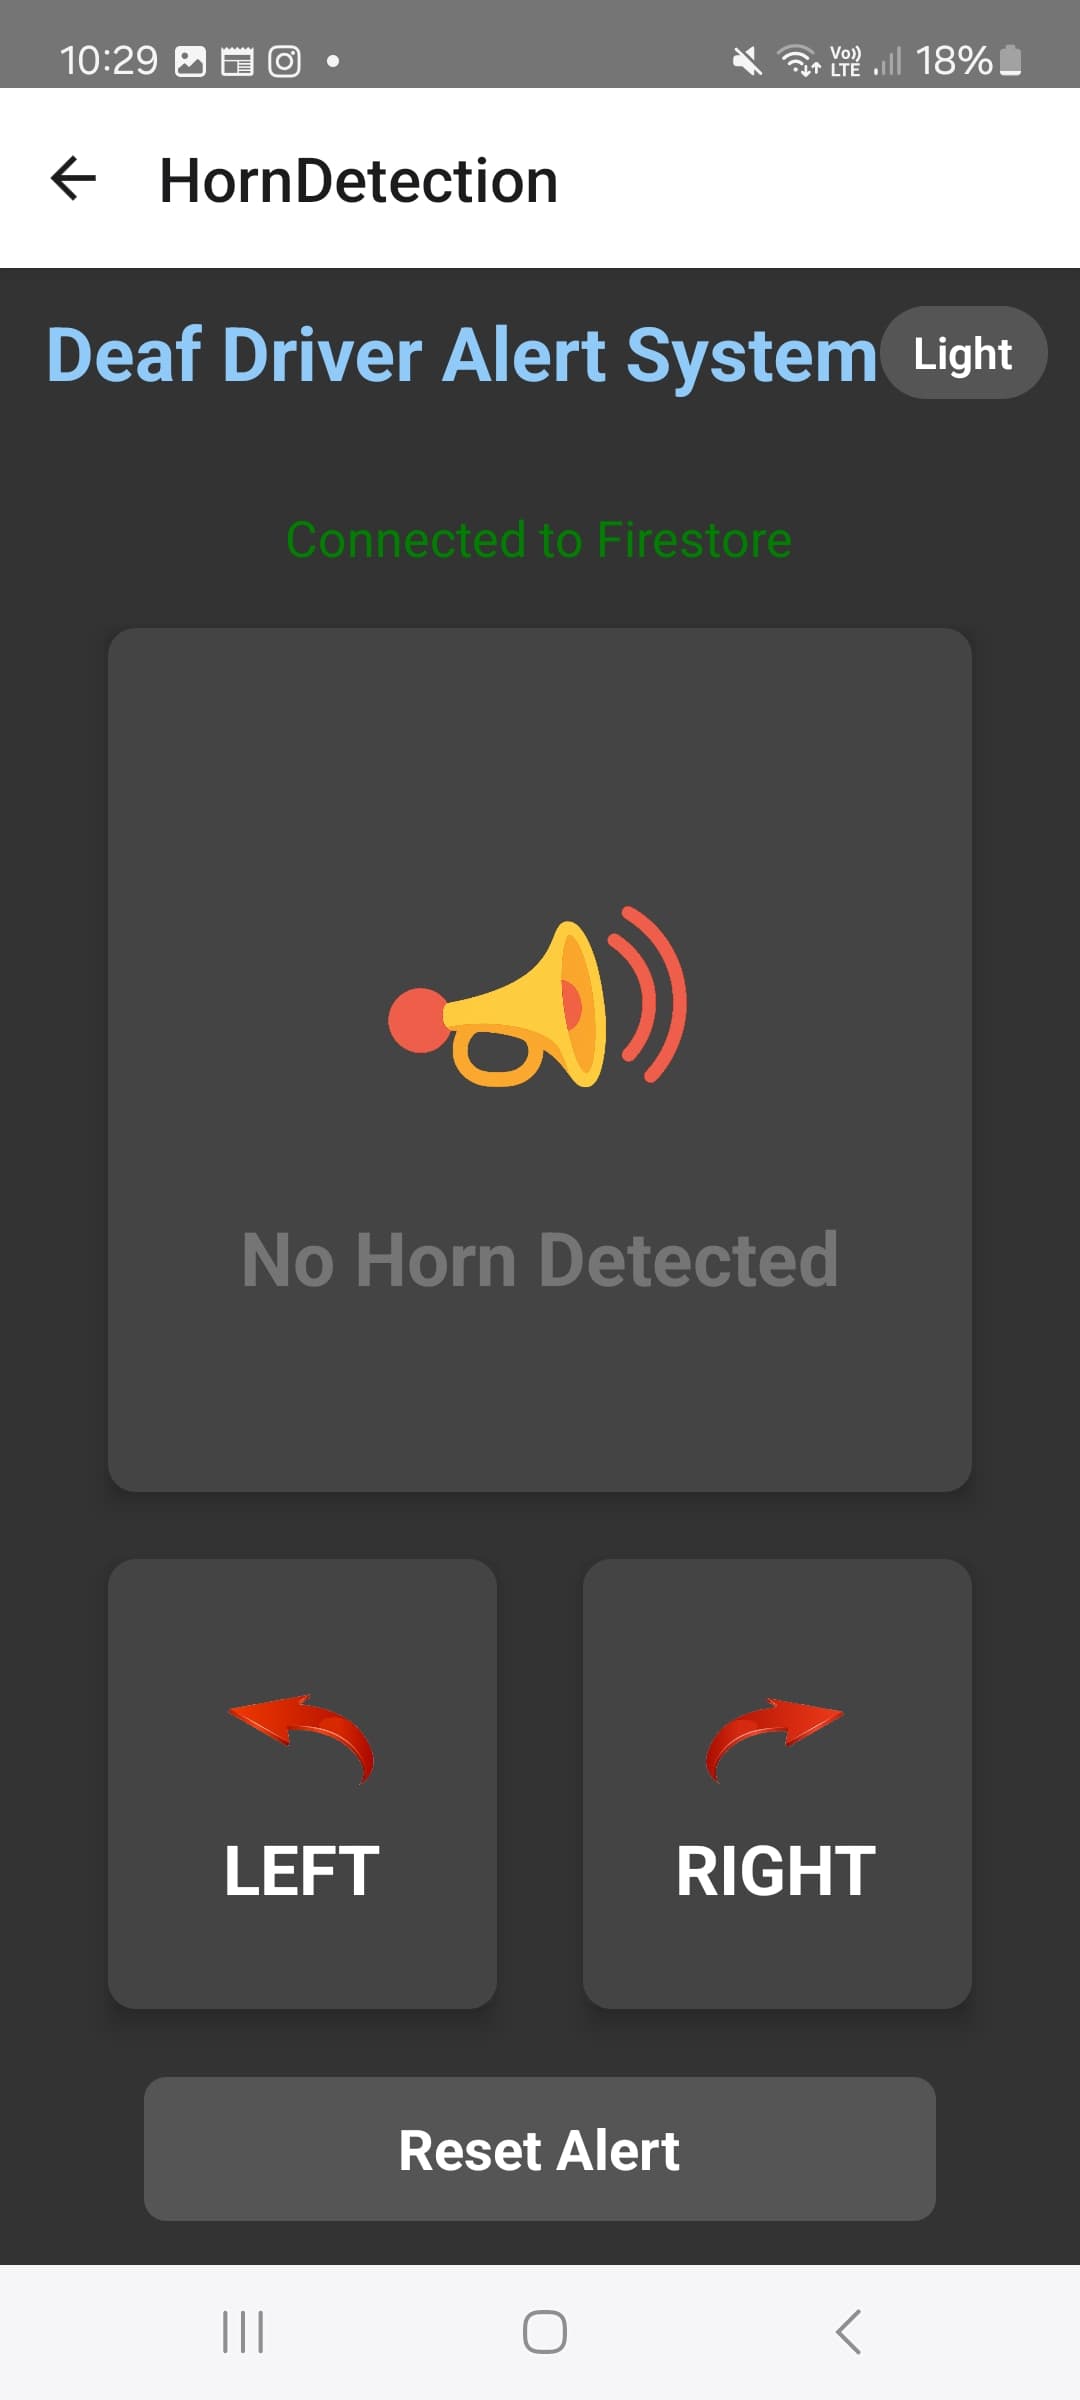 10:29 Vo)) LTE 18%
HornDetection
Deaf Driver Alert System Light
Connected to Firestore
No Horn Detected
LEFT RIGHT
Reset Alert